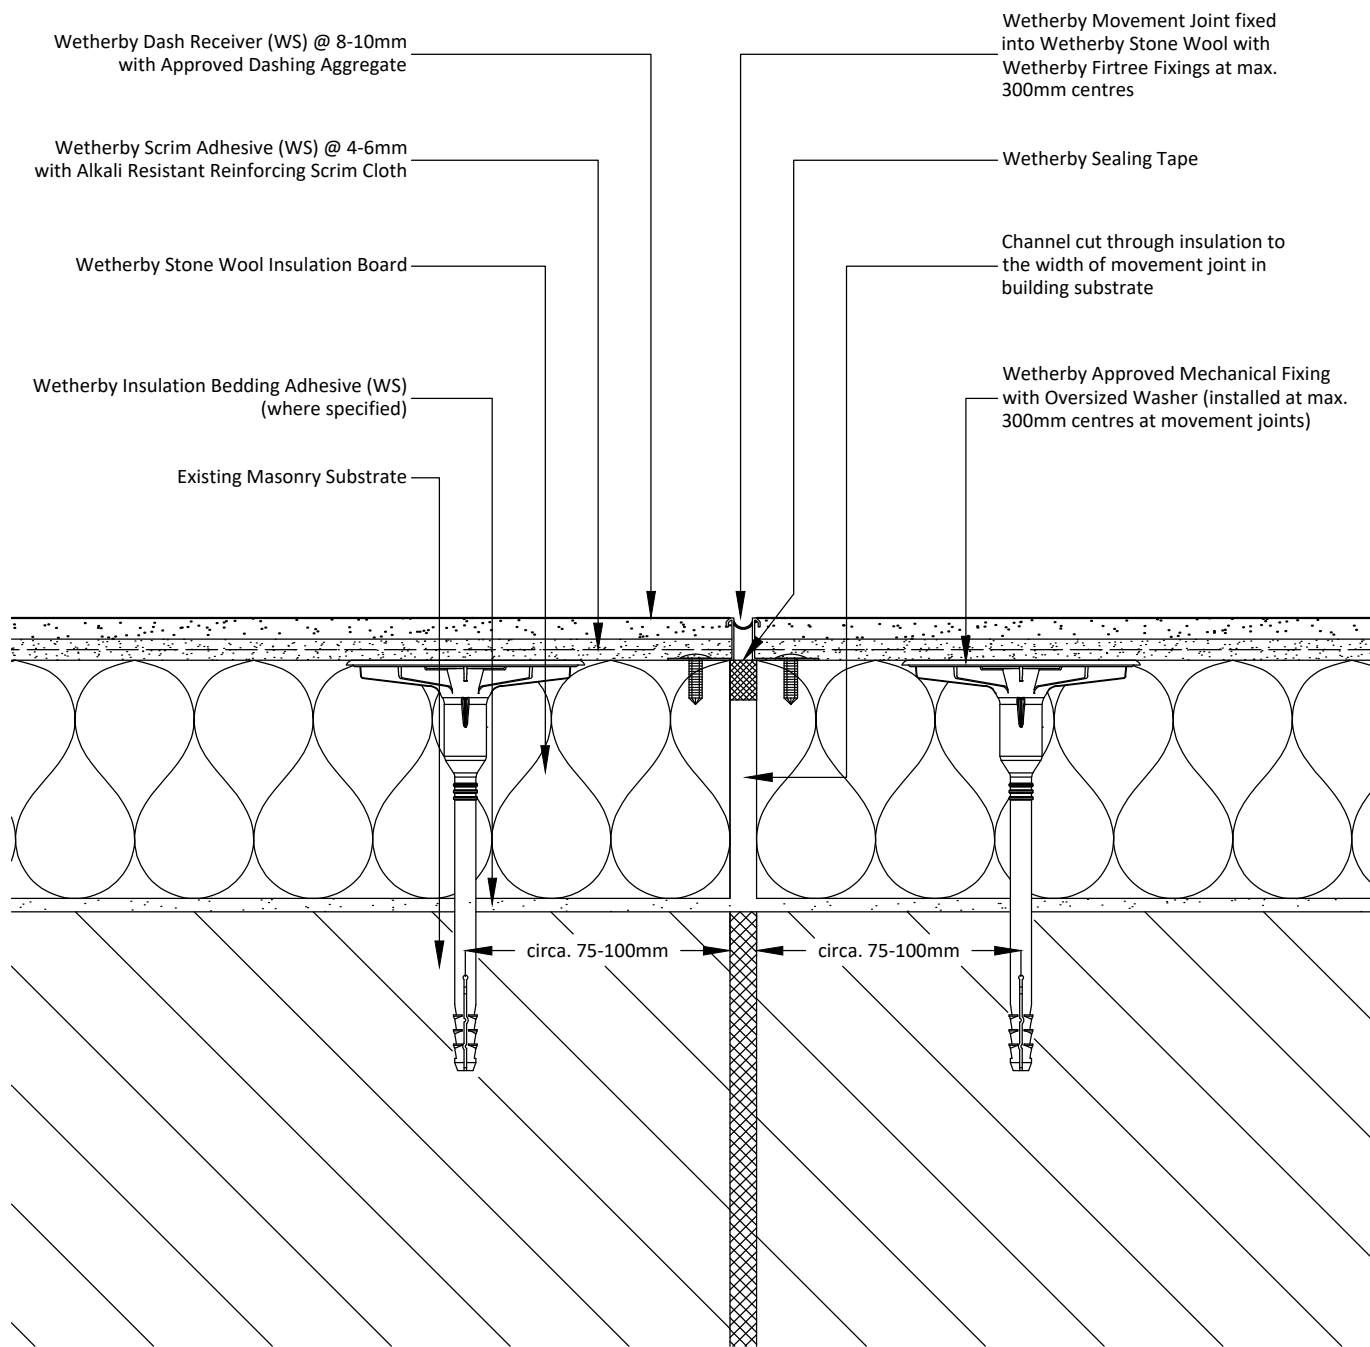 Wetherby Dash Receiver (WS) @ 8-10mm
with Approved Dashing Aggregate
Wetherby Scrim Adhesive (WS) @ 4-6mm
with Alkali Resistant Reinforcing Scrim Cloth
Wetherby Stone Wool Insulation Board
Wetherby Insulation Bedding Adhesive (WS)
(where specified)
Existing Masonry Substrate
Wetherby Movement Joint fixed
into Wetherby Stone Wool with
Wetherby Firtree Fixings at max.
300mm centres
Wetherby Sealing Tape
Channel cut through insulation to
the width of movement joint in
building substrate
Wetherby Approved Mechanical Fixing
with Oversized Washer (installed at max.
300mm centres at movement joints)
circa. 75-100mm
circa. 75-100mm